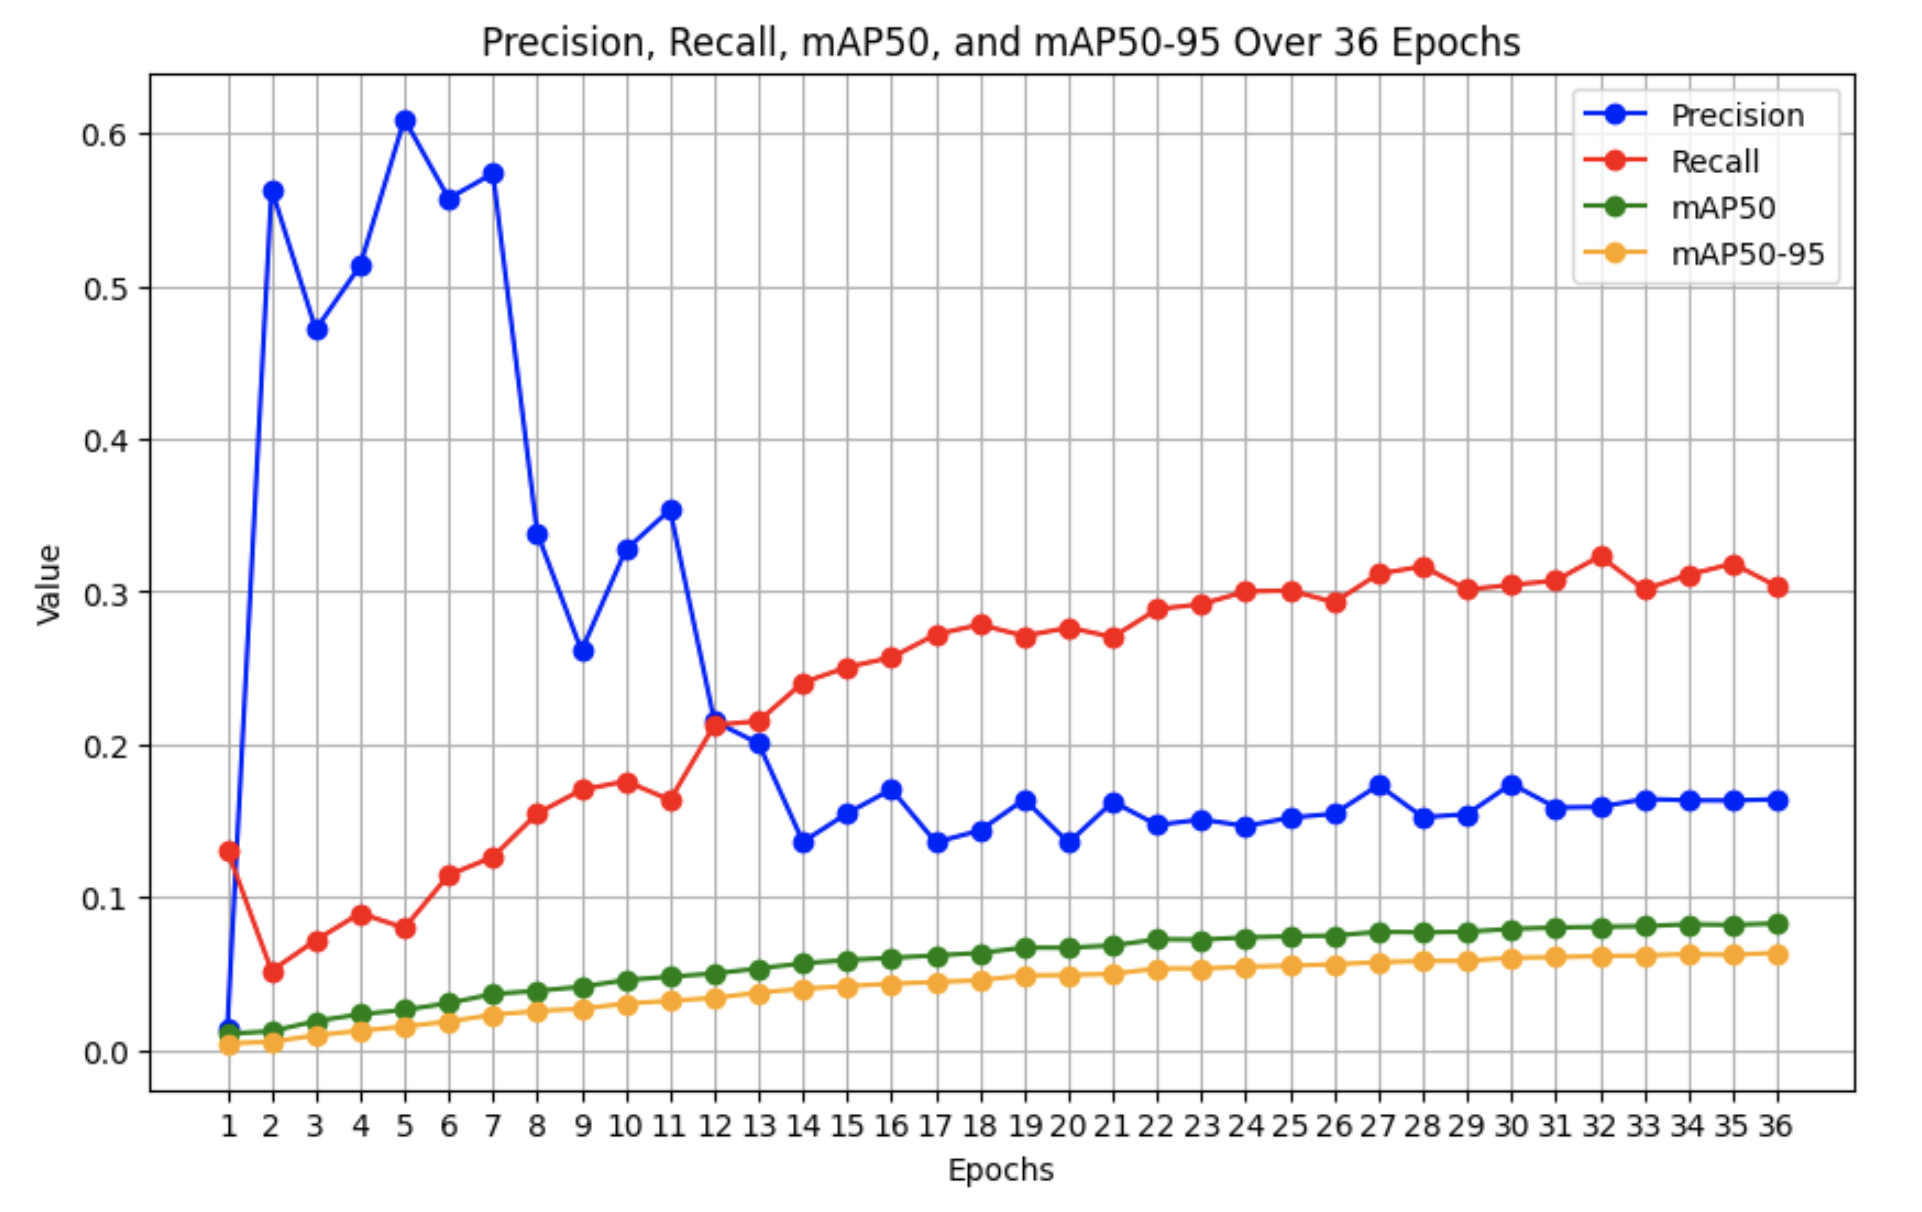 Precision, Recall, mAP50, and mAP50-95 Over 36 Epochs
Precision
Recall
mAP50
mAP50-95
0.6
0.5
0.4
0.3
0.2
0.1
0.0
Value
1 2 3 4 5 6 7 8 9 10 11 12 13 14 15 16 17 18 19 20 21 22 23 24 25 26 27 28 29 30 31 32 33 34 35 36
Epochs